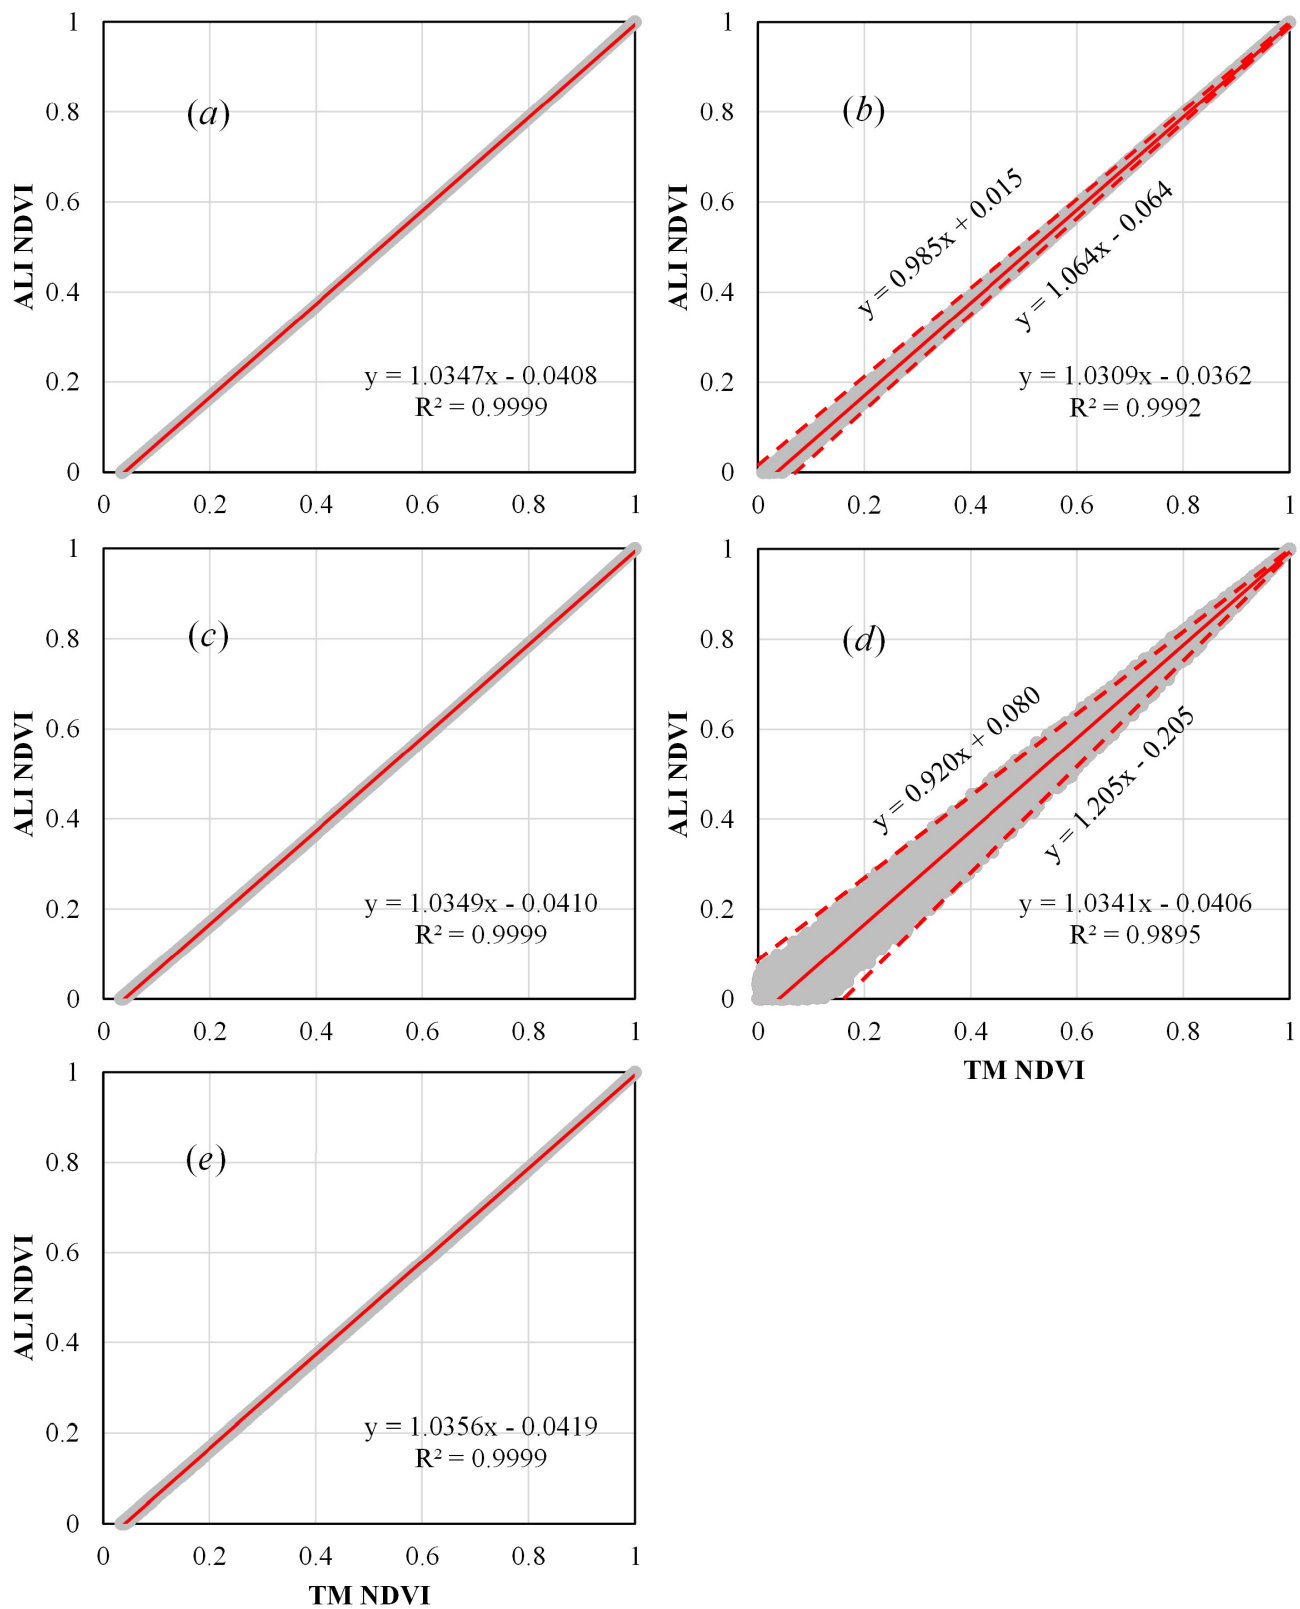 (a)
ALI NDVI
1
0.8
0.6
0.4
0.2
0
y = 1.0347x - 0.0408
R² = 0.9999
0 0.2 0.4 0.6 0.8 1
(b)
ALI NDVI
1
0.8
0.6
0.4
0.2
0
y = 0.985x + 0.015
y = 1.064x - 0.064
y = 1.0309x - 0.0362
R² = 0.9992
0 0.2 0.4 0.6 0.8 1
(c)
ALI NDVI
1
0.8
0.6
0.4
0.2
0
y = 1.0349x - 0.0410
R² = 0.9999
0 0.2 0.4 0.6 0.8 1
(d)
ALI NDVI
1
0.8
0.6
0.4
0.2
0
y = 0.920x + 0.080
y = 1.205x - 0.205
y = 1.0341x - 0.0406
R² = 0.9895
0 0.2 0.4 0.6 0.8 1
TM NDVI
(e)
ALI NDVI
1
0.8
0.6
0.4
0.2
0
y = 1.0356x - 0.0419
R² = 0.9999
0 0.2 0.4 0.6 0.8 1
TM NDVI